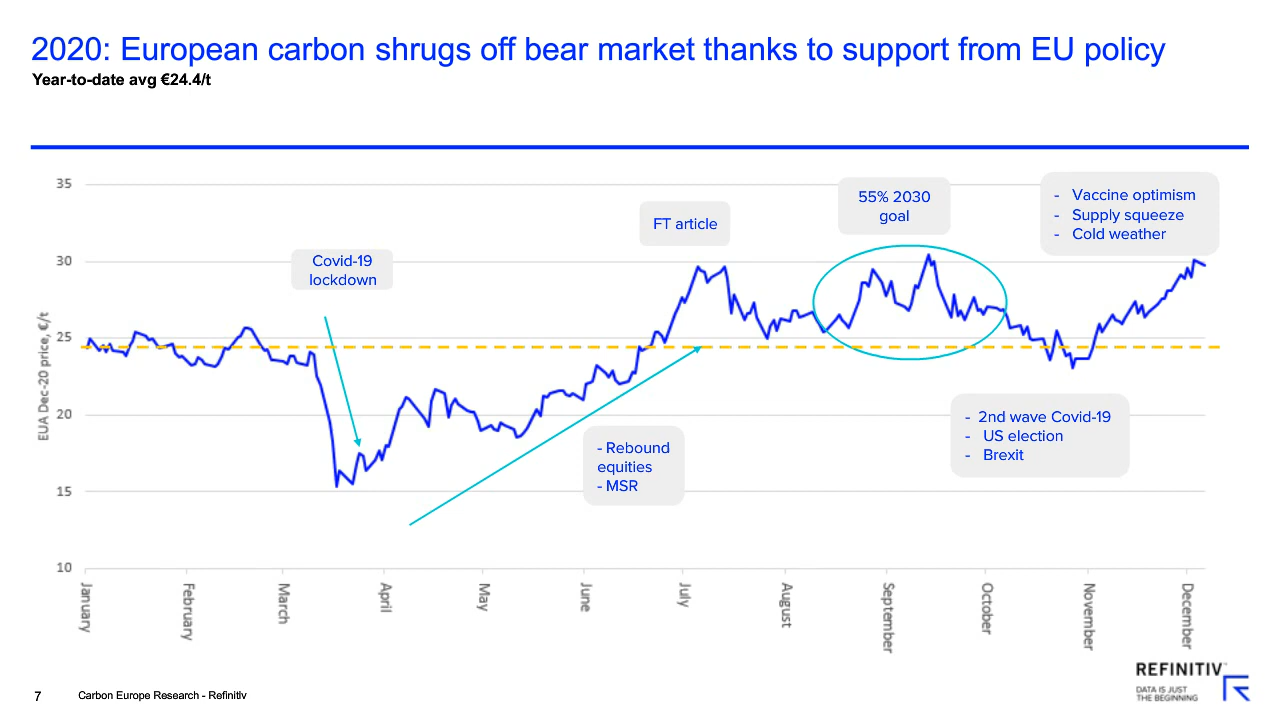 2020: European carbon shrugs off bear market thanks to support from EU policy
Year-to-date avg €24.4/t
35
30
25
20
15
10
EUA Dec-20 price, €/t
Covid-19
lockdown
FT article
55% 2030
goal
- Vaccine optimism
- Supply squeeze
- Cold weather
- Rebound
equities
- MSR
- 2nd wave Covid-19
- US election
- Brexit
January
February
March
April
May
June
July
August
September
October
November
December
7
Carbon Europe Research - Refinitiv
REFINITIV™
DATA IS JUST
THE BEGINNING